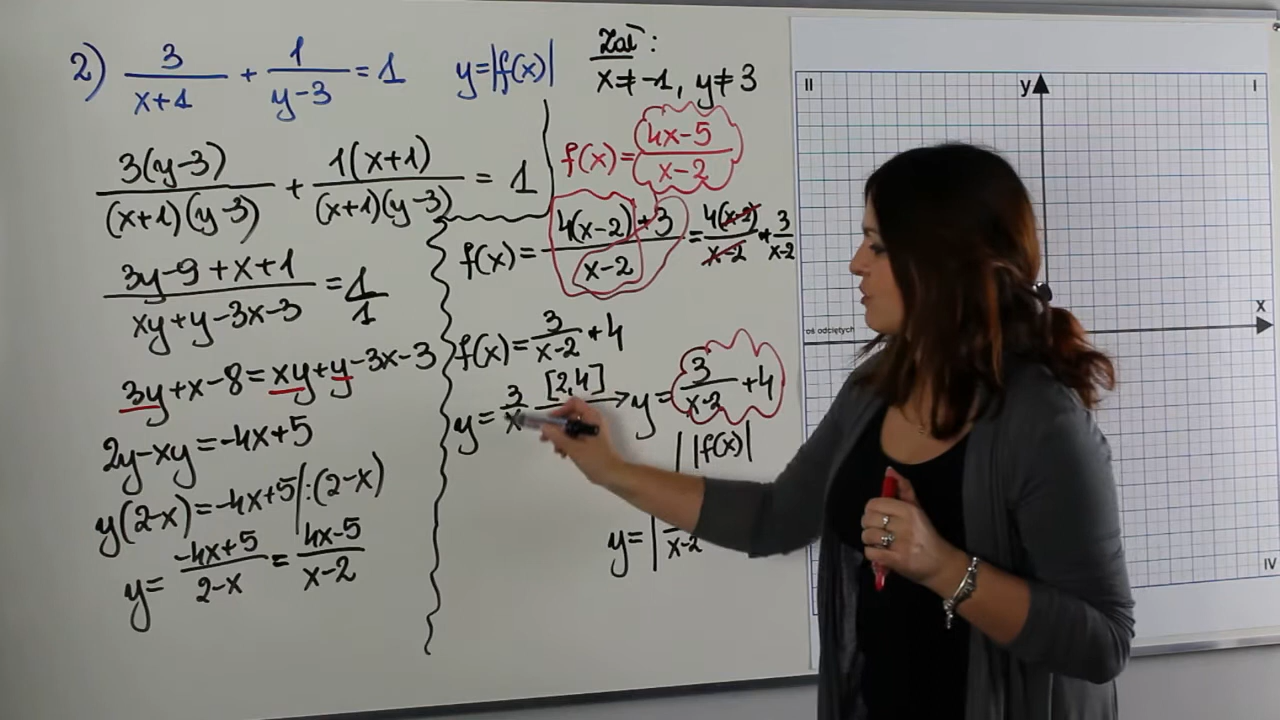 2) 3/(x+1) + 1/(y-3) = 1 y=|f(x)|
Zał:
x≠-1, y≠3
3(y-3)/((x+1)(y-3)) + 1(x+1)/((x+1)(y-3)) = 1
(3y-9+x+1)/(xy+y-3x-3) = 1/1
3y+x-8=xy+y-3x-3
2y-xy=-4x+5
y(2-x)=-4x+5 |:(2-x)
y= (-4x+5)/(2-x) = (4x-5)/(x-2)
f(x)= (4x-5)/(x-2)
f(x)= (4(x-2)+3)/(x-2) = 4(x-2)/(x-2) + 3/(x-2)
f(x)= 3/(x-2) +4
y= 3/x [2,4] → y= 3/(x-2) +4
| |f(x)|
y= | x-2
II
y
I
oś odciętych
x
IV